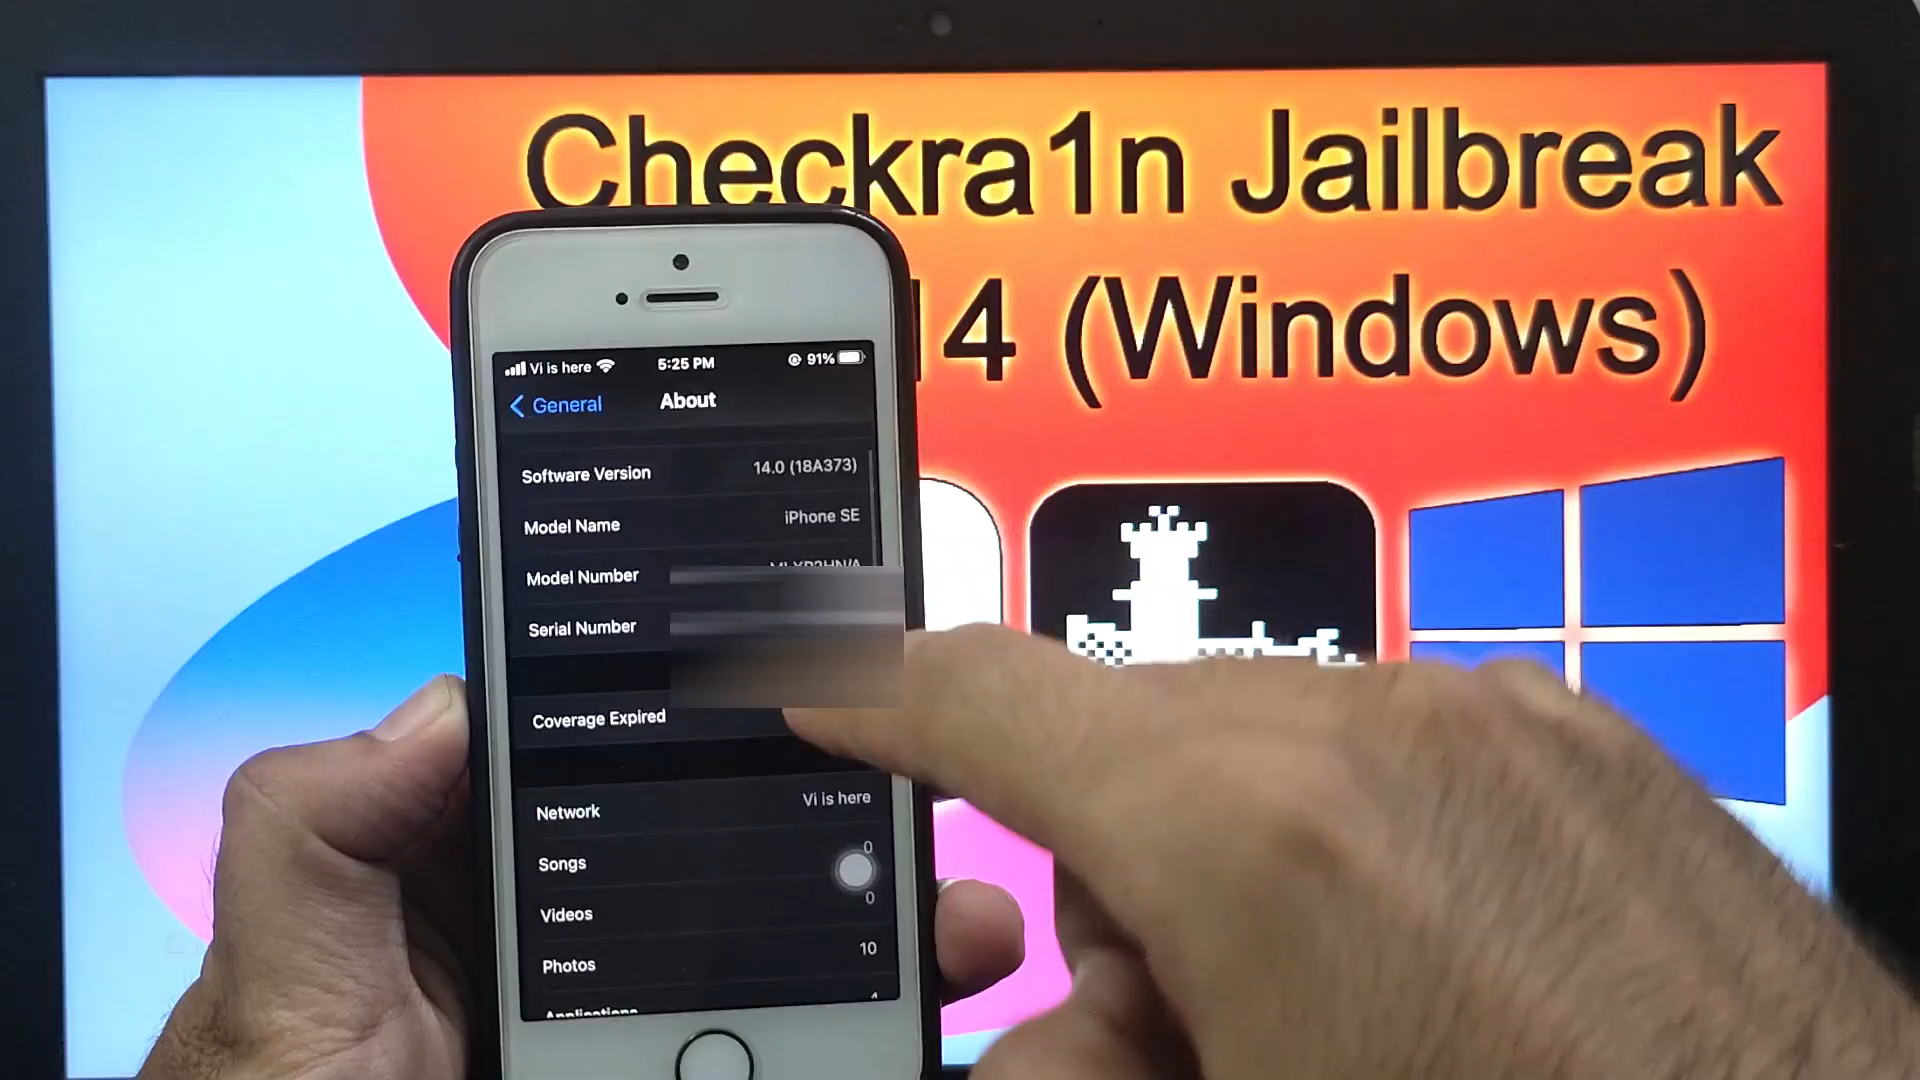 Checkra1n Jailbreak
14 (Windows)
Vi is here
5:25 PM
91%
General
About
Software Version
14.0 (18A373)
Model Name
iPhone SE
Model Number
Serial Number
Coverage Expired
Network
Vi is here
Songs
0
Videos
0
Photos
10
Applications
4